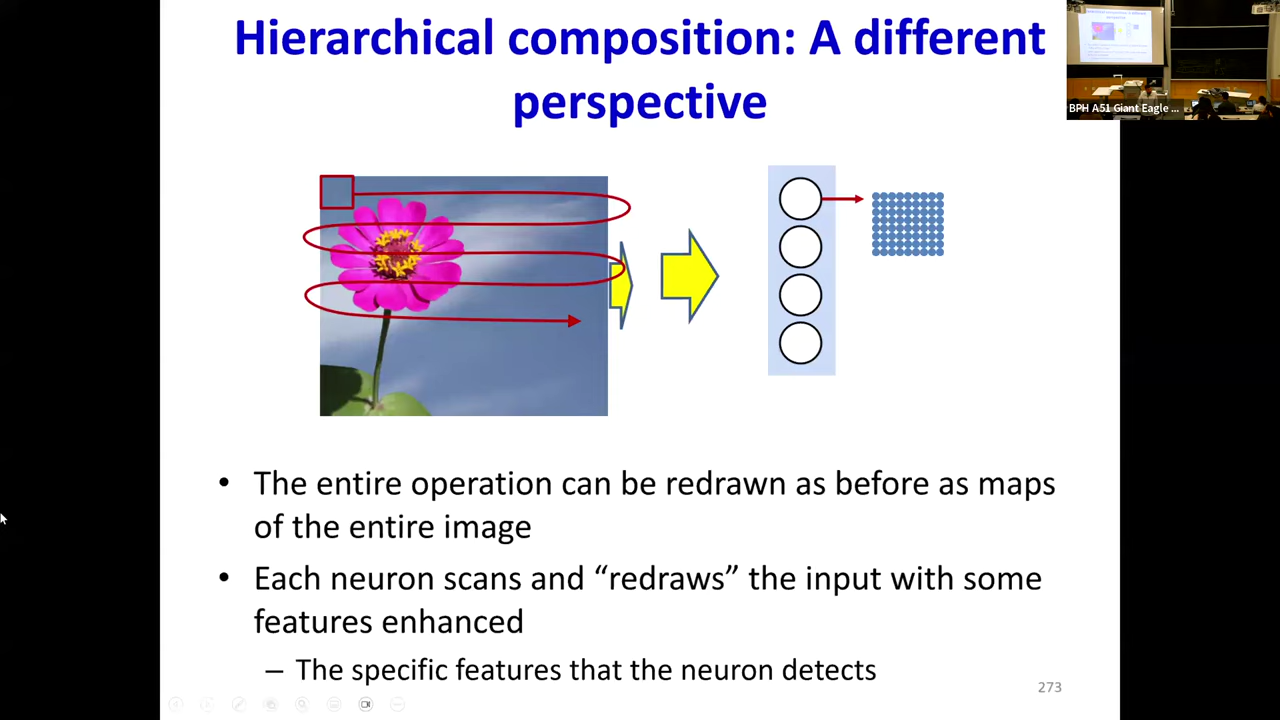 Hierarchical composition: A different
perspective
BPH A51 Giant Eagle ...
• The entire operation can be redrawn as before as maps
of the entire image
• Each neuron scans and “redraws” the input with some
features enhanced
– The specific features that the neuron detects
273